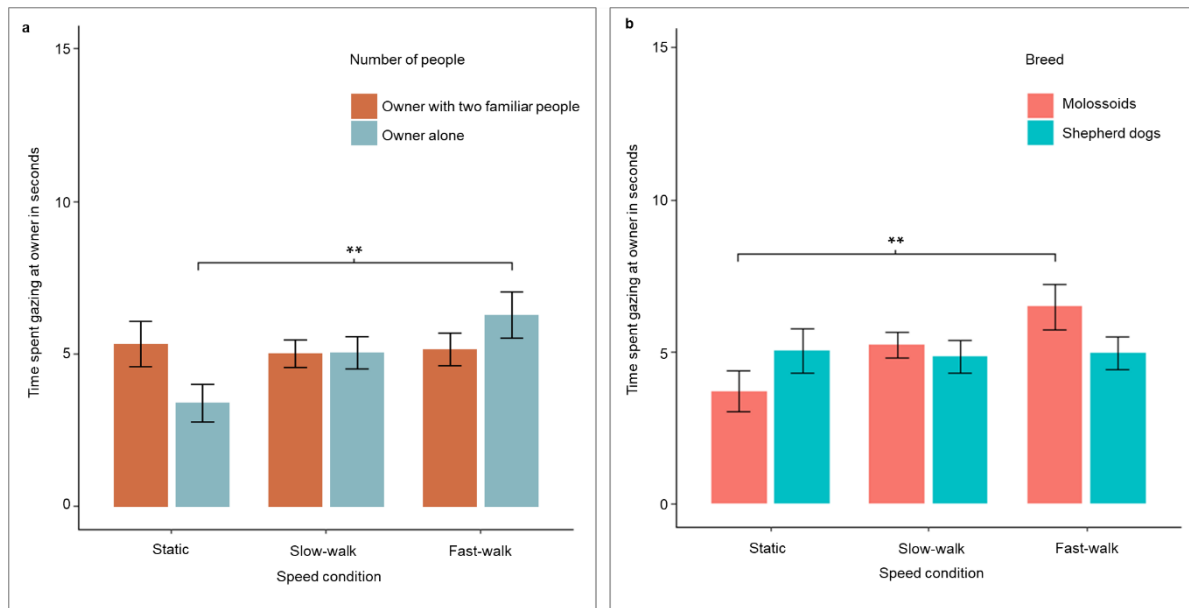 a
Number of people
Owner with two familiar people
Owner alone
Time spent gazing at owner in seconds
15
10
5
0
**
Static
Slow-walk
Fast-walk
Speed condition
b
Breed
Molossoids
Shepherd dogs
Time spent gazing at owner in seconds
15
10
5
0
**
Static
Slow-walk
Fast-walk
Speed condition